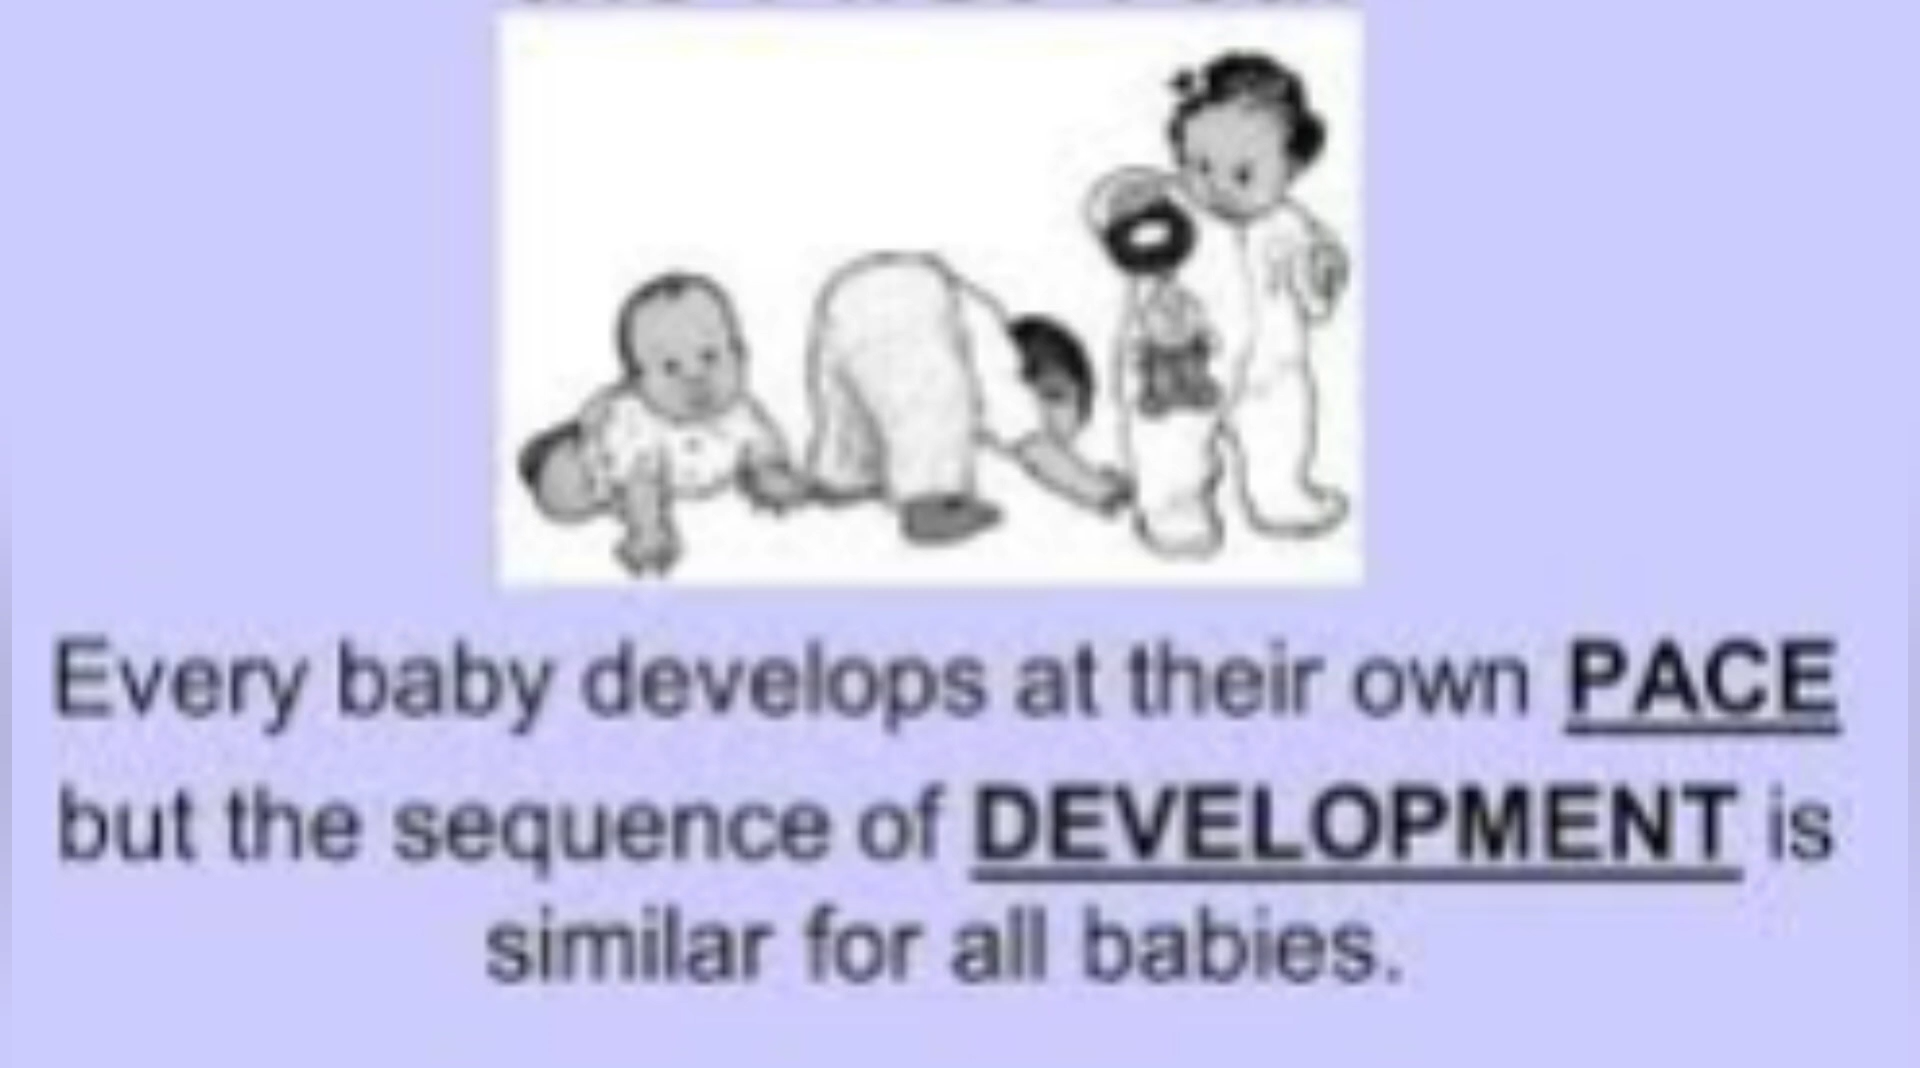 Every baby develops at their own PACE
but the sequence of DEVELOPMENT is
similar for all babies.